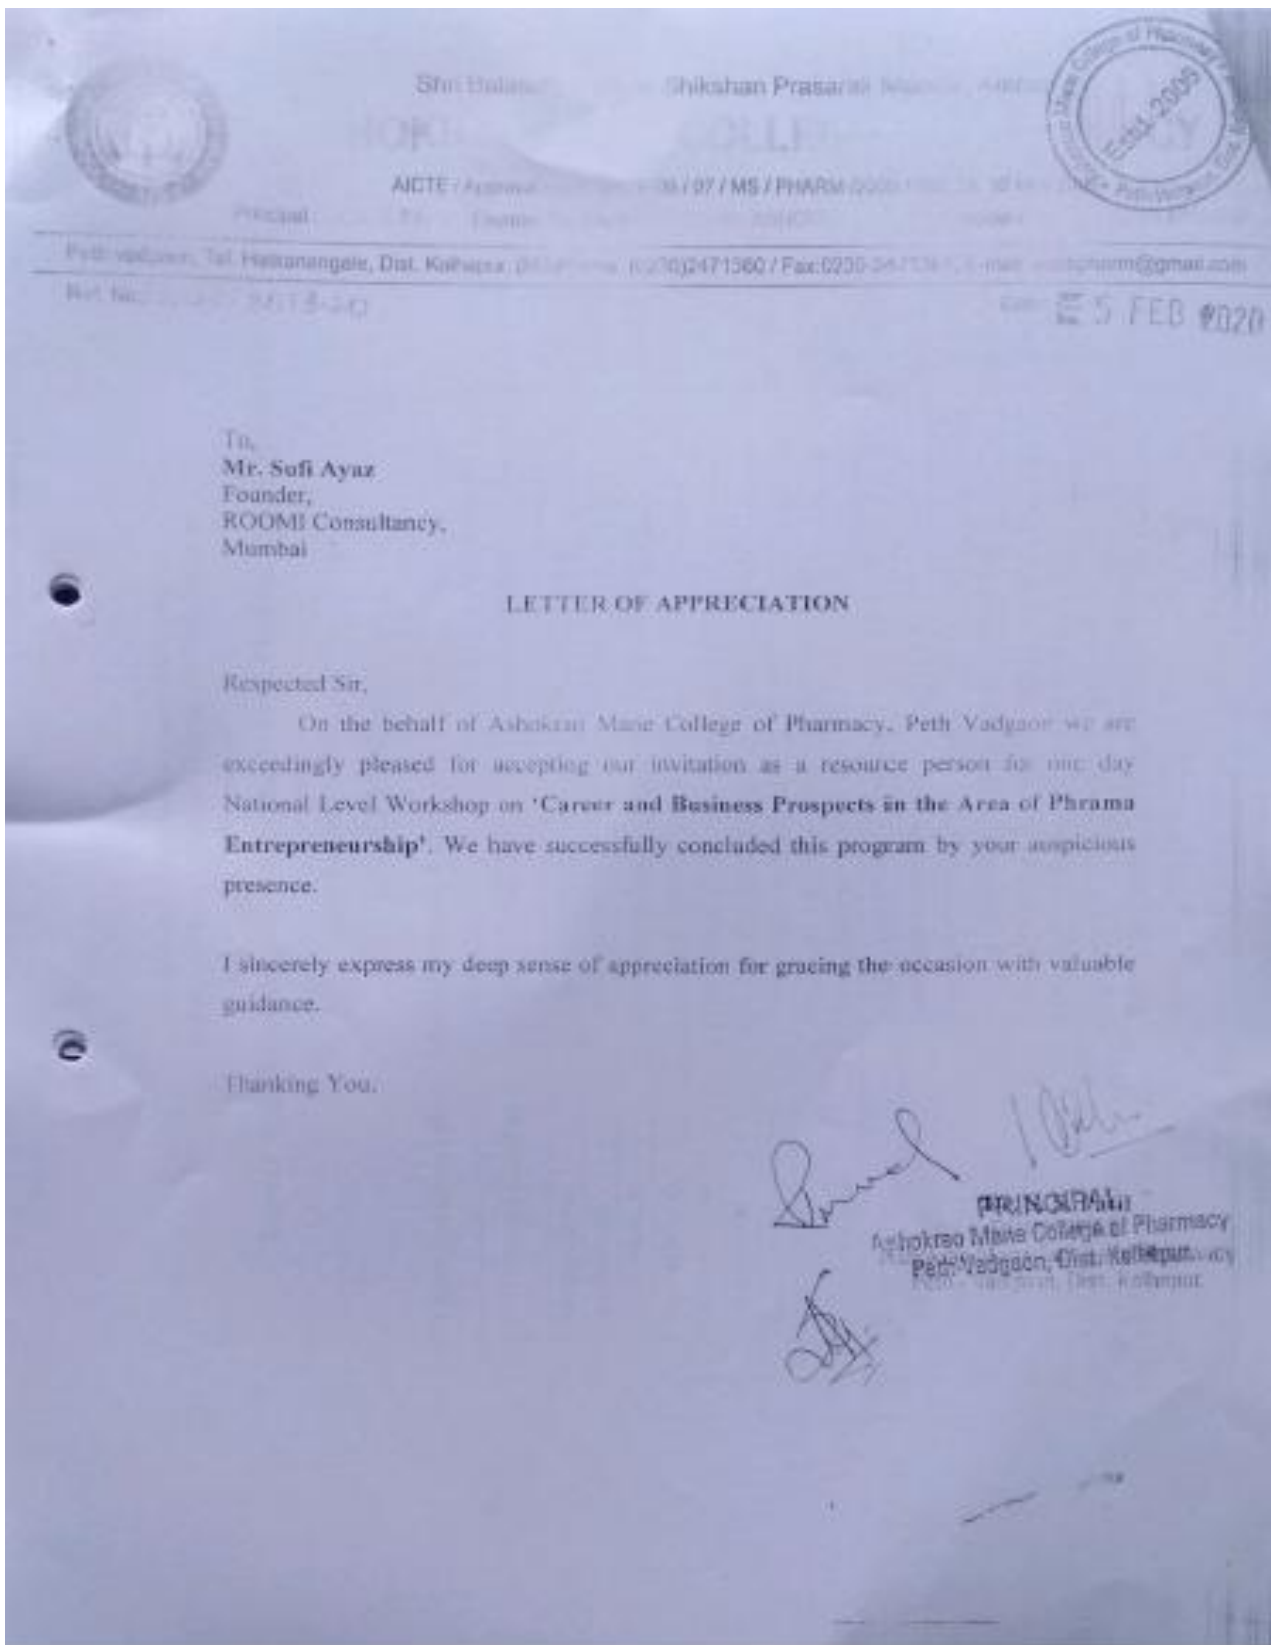 Shikshan Prasarak
AICTE / / 07 / MS / PHARM
Principal
Tal. Hatkanangale, Dist. Kolhapur. (0230)2471360 / Fax:0230
Ref. No.
5 FEB 2020
Estd-2005
To,
Mr. Sofi Ayaz
Founder,
ROOMI Consultancy,
Mumbai
LETTER OF APPRECIATION
Respected Sir,
On the behalf of Ashokrao Mane College of Pharmacy, Peth Vadgaon we are
exceedingly pleased for accepting our invitation as a resource person for one day
National Level Workshop on ‘Career and Business Prospects in the Area of Phrama
Entrepreneurship’. We have successfully concluded this program by your auspicious
presence.
I sincerely express my deep sense of appreciation for gracing the occasion with valuable
guidance.
Thanking You.
PRINCIPAL
Ashokrao Mane College of Pharmacy
Peth Vadgaon, Dist. Kolhapur.